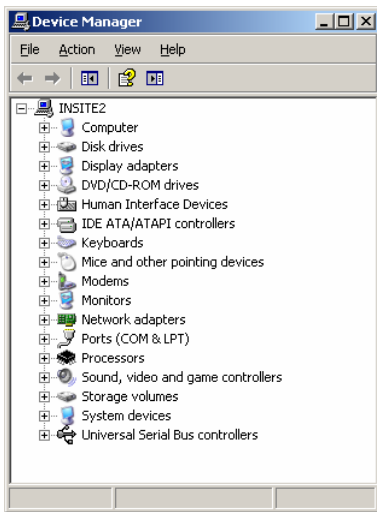 Device Manager
File Action View Help
INSITE2
Computer
Disk drives
Display adapters
DVD/CD-ROM drives
Human Interface Devices
IDE ATA/ATAPI controllers
Keyboards
Mice and other pointing devices
Modems
Monitors
Network adapters
Ports (COM & LPT)
Processors
Sound, video and game controllers
Storage volumes
System devices
Universal Serial Bus controllers